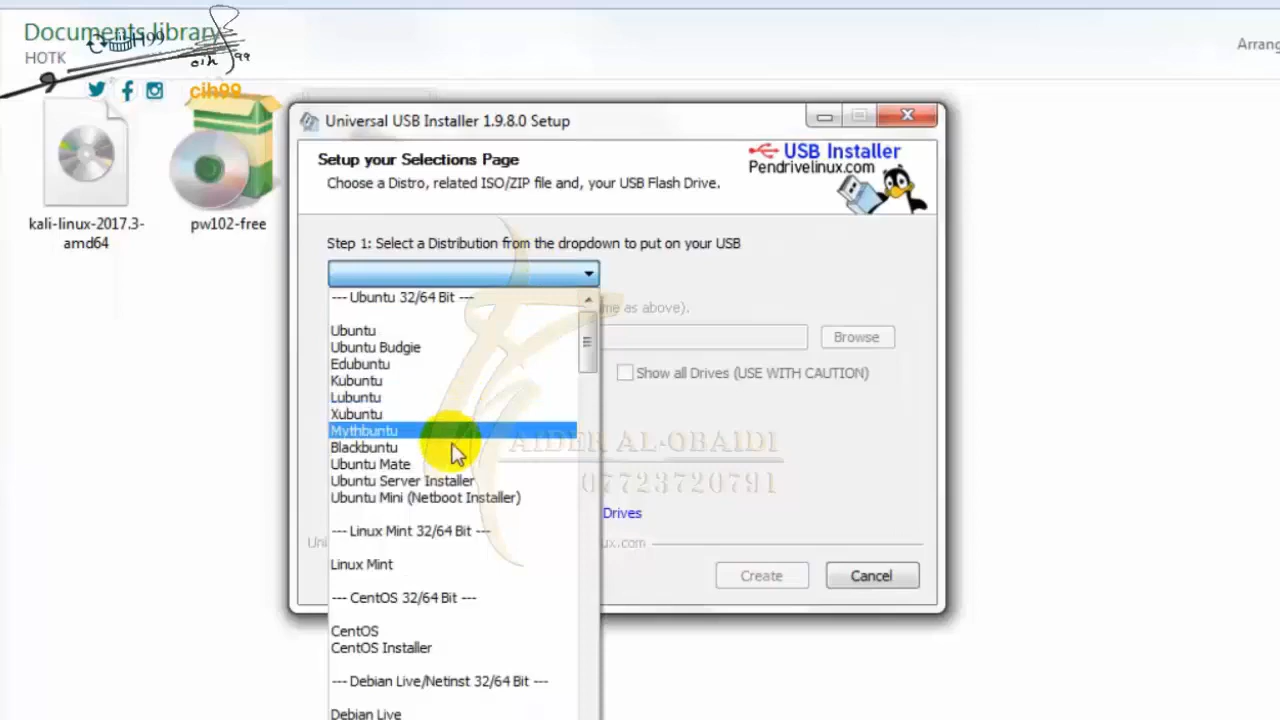 Documents library
HOTK
Arrang
cih99
cih99
kali-linux-2017.3-
amd64
pw102-free
Universal USB Installer 1.9.8.0 Setup
Setup your Selections Page
Choose a Distro, related ISO/ZIP file and, your USB Flash Drive.
USB Installer
Pendrivelinux.com
Step 1: Select a Distribution from the dropdown to put on your USB
--- Ubuntu 32/64 Bit ---
Ubuntu
Ubuntu Budgie
Edubuntu
Kubuntu
Lubuntu
Xubuntu
Mythbuntu
Blackbuntu
Ubuntu Mate
Ubuntu Server Installer
Ubuntu Mini (Netboot Installer)
--- Linux Mint 32/64 Bit ---
Linux Mint
--- CentOS 32/64 Bit ---
CentOS
CentOS Installer
--- Debian Live/Netinst 32/64 Bit ---
Debian Live
me as above).
Browse
Show all Drives (USE WITH CAUTION)
AIDER AL-OBAIDI
07723720791
Drives
Uni
ux.com
Create
Cancel